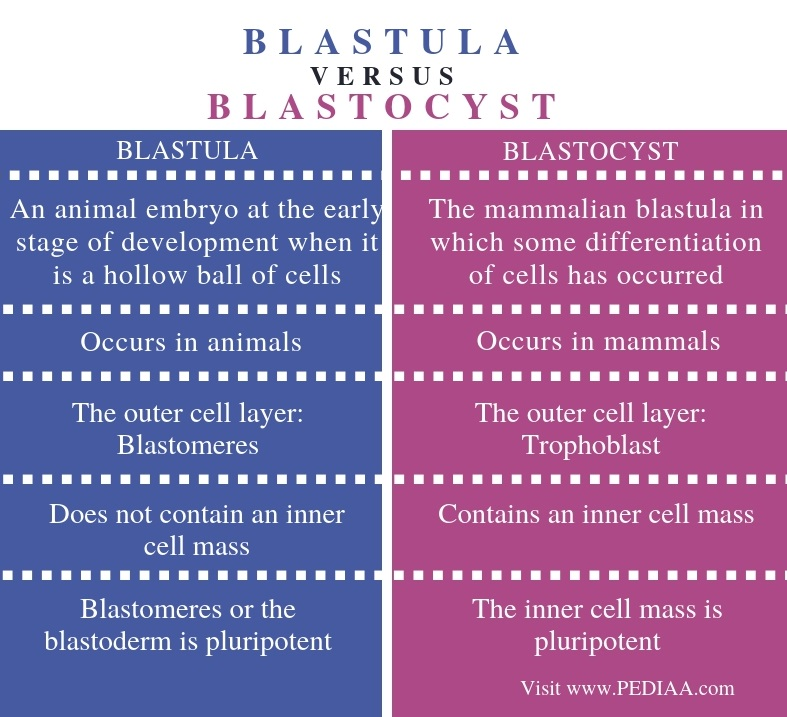 BLASTULA
VERSUS
BLASTOCYST
BLASTULA
An animal embryo at the early
stage of development when it
is a hollow ball of cells
Occurs in animals
The outer cell layer:
Blastomeres
Does not contain an inner
cell mass
Blastomeres or the
blastoderm is pluripotent
BLASTOCYST
The mammalian blastula in
which some differentiation
of cells has occurred
Occurs in mammals
The outer cell layer:
Trophoblast
Contains an inner cell mass
The inner cell mass is
pluripotent
Visit www.PEDIAA.com